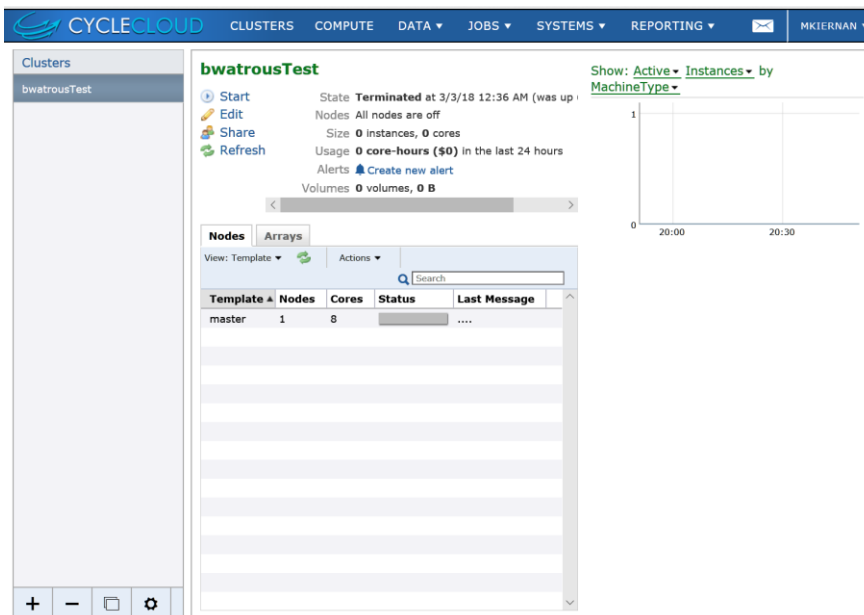 CYCLECLOUD CLUSTERS COMPUTE DATA JOBS SYSTEMS REPORTING MKIERNAN
Clusters
bwatrousTest
bwatrousTest
Start
Edit
Share
Refresh
State Terminated at 3/3/18 12:36 AM (was up
Nodes All nodes are off
Size 0 instances, 0 cores
Usage 0 core-hours ($0) in the last 24 hours
Alerts Create new alert
Volumes 0 volumes, 0 B
Show: Active Instances by
MachineType
1
0
20:00 20:30
Nodes Arrays
View: Template Actions
Search
Template Nodes Cores Status Last Message
master 1 8 ....